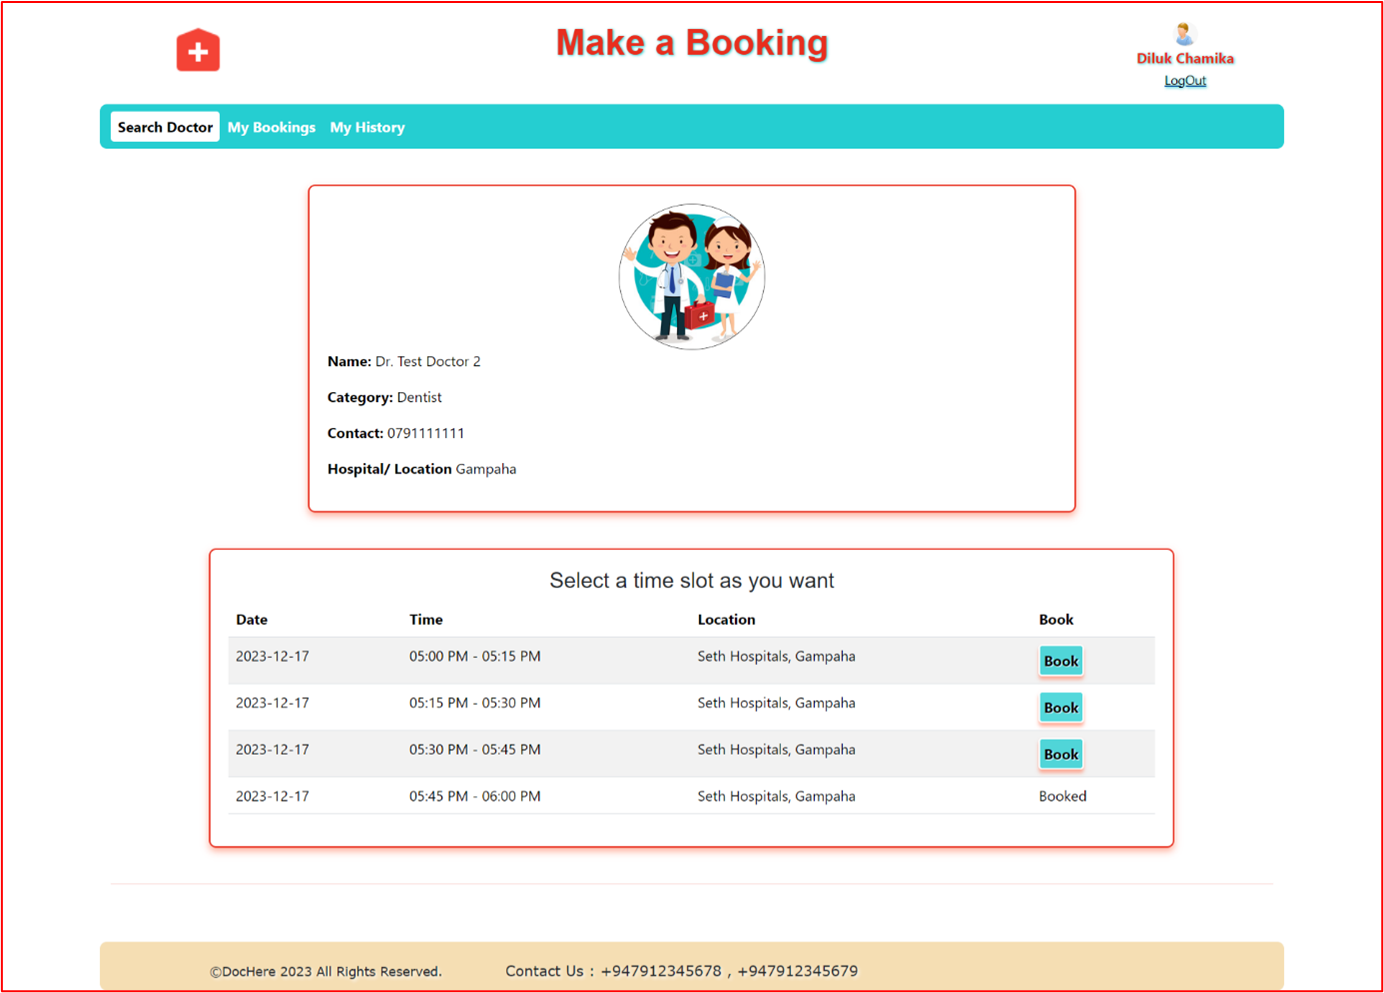 Make a Booking
Diluk Chamika
LogOut
Search Doctor My Bookings My History
Name: Dr. Test Doctor 2
Category: Dentist
Contact: 0791111111
Hospital/ Location Gampaha
Select a time slot as you want
Date Time Location Book
2023-12-17 05:00 PM - 05:15 PM Seth Hospitals, Gampaha Book
2023-12-17 05:15 PM - 05:30 PM Seth Hospitals, Gampaha Book
2023-12-17 05:30 PM - 05:45 PM Seth Hospitals, Gampaha Book
2023-12-17 05:45 PM - 06:00 PM Seth Hospitals, Gampaha Booked
©DocHere 2023 All Rights Reserved. Contact Us : +947912345678 , +947912345679